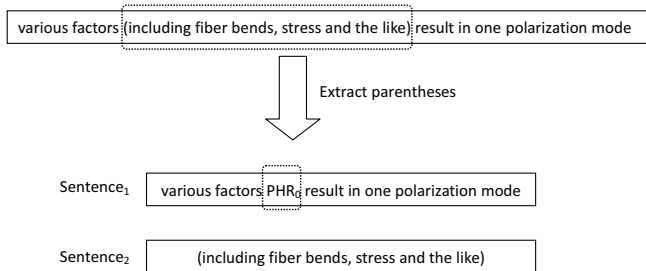 various factors (including fiber bends, stress and the like) result in one polarization mode
Extract parentheses
Sentence₁ various factors PHR₀ result in one polarization mode
Sentence₂ (including fiber bends, stress and the like)